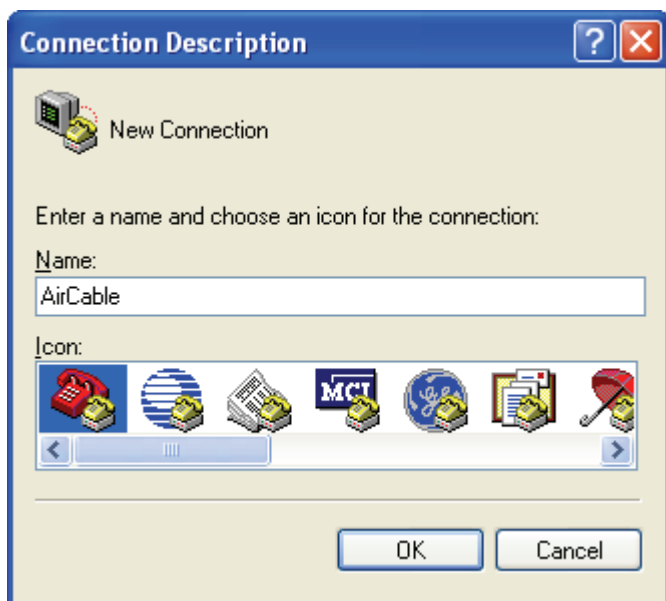 Connection Description
New Connection
Enter a name and choose an icon for the connection:
Name:
AirCable
Icon:
MCI
OK Cancel